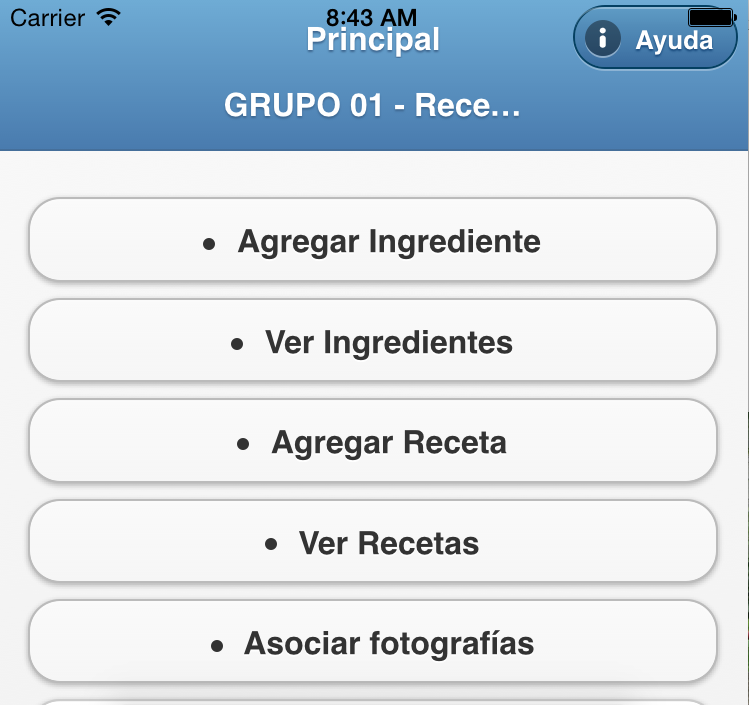 Carrier 8:43 AM
Principal
Ayuda
GRUPO 01 - Rece...
• Agregar Ingrediente
• Ver Ingredientes
• Agregar Receta
• Ver Recetas
• Asociar fotografías